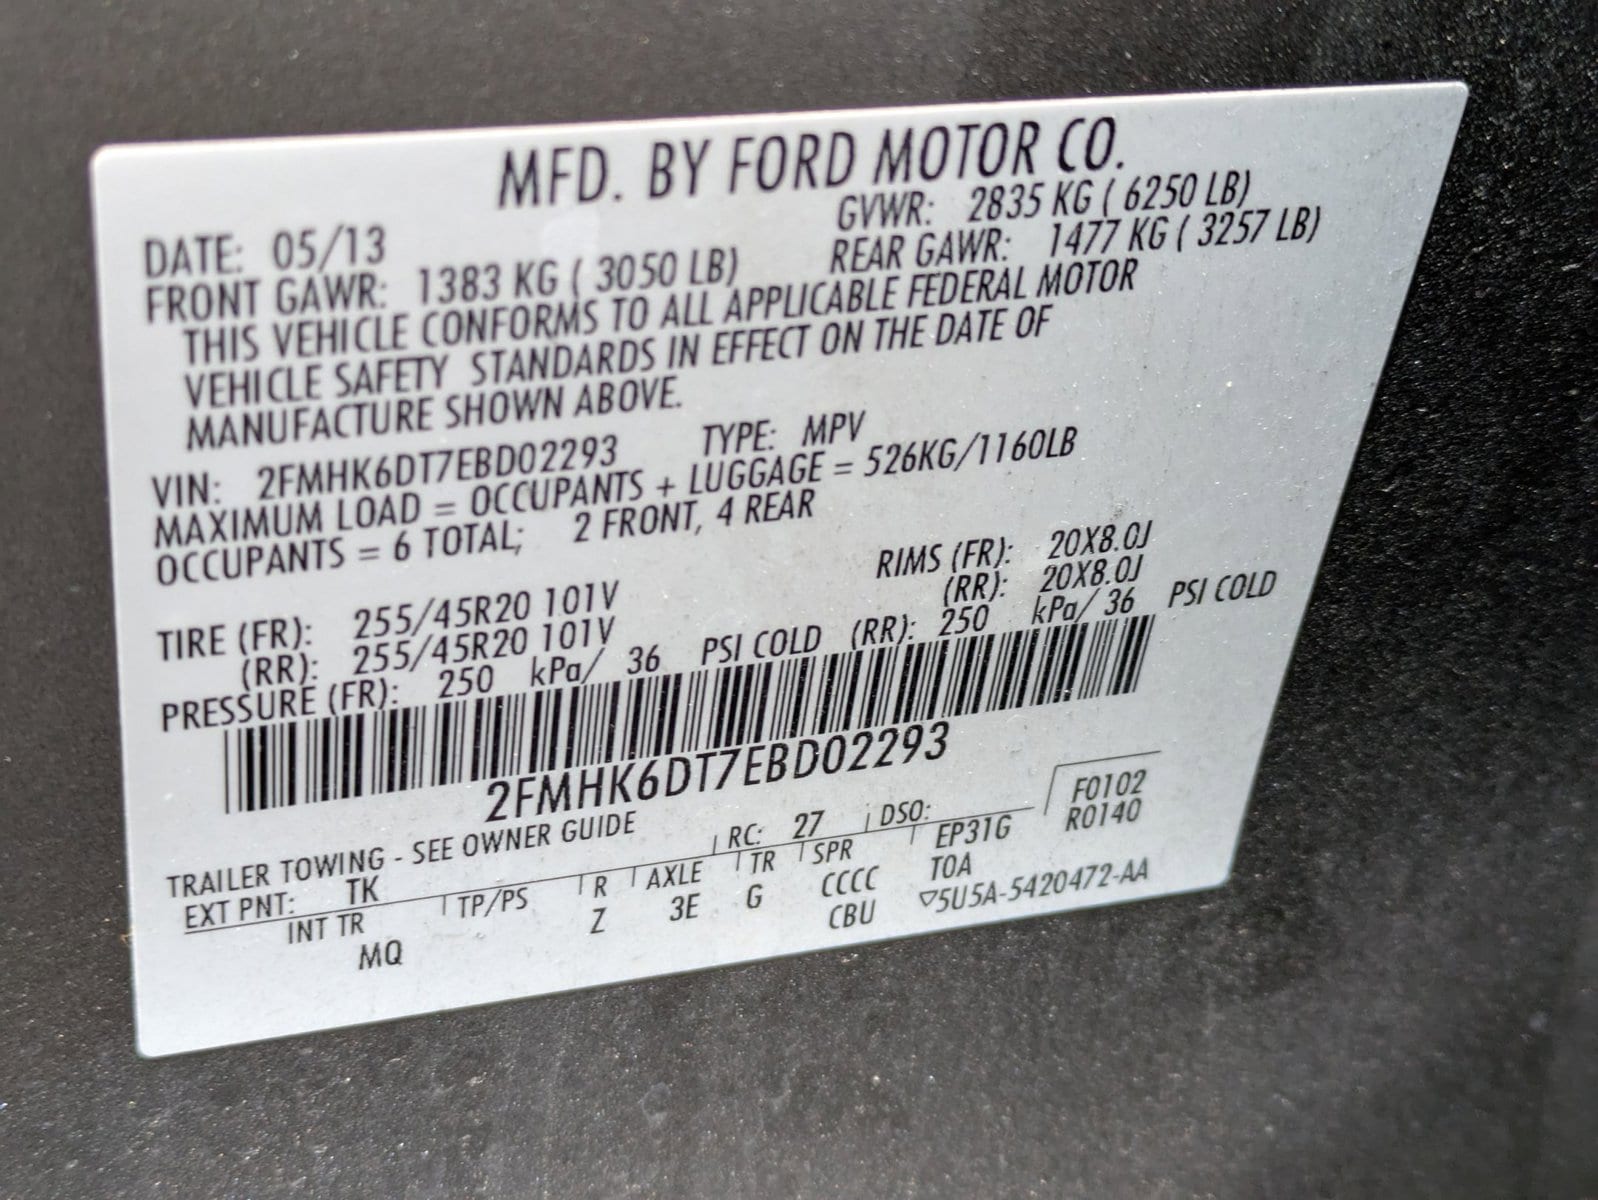 MFD. BY FORD MOTOR CO.
DATE: 05/13 GVWR: 2835 KG ( 6250 LB)
FRONT GAWR: 1383 KG ( 3050 LB) REAR GAWR: 1477 KG ( 3257 LB)
THIS VEHICLE CONFORMS TO ALL APPLICABLE FEDERAL MOTOR
VEHICLE SAFETY STANDARDS IN EFFECT ON THE DATE OF
MANUFACTURE SHOWN ABOVE.
VIN: 2FMHK6DT7EBD02293 TYPE: MPV
MAXIMUM LOAD = OCCUPANTS + LUGGAGE = 526KG/1160LB
OCCUPANTS = 6 TOTAL; 2 FRONT, 4 REAR
TIRE (FR): 255/45R20 101V RIMS (FR): 20X8.0J
(RR): 255/45R20 101V (RR): 20X8.0J
PRESSURE (FR): 250 kPa/ 36 PSI COLD (RR): 250 kPa/ 36 PSI COLD
2FMHK6DT7EBD02293
TRAILER TOWING - SEE OWNER GUIDE
EXT PNT: TK RC: 27 DSO: F0102
INT TR TP/PS R AXLE TR SPR EP31G R0140
MQ Z 3E G CCCC T0A
CBU ▽5U5A-5420472-AA